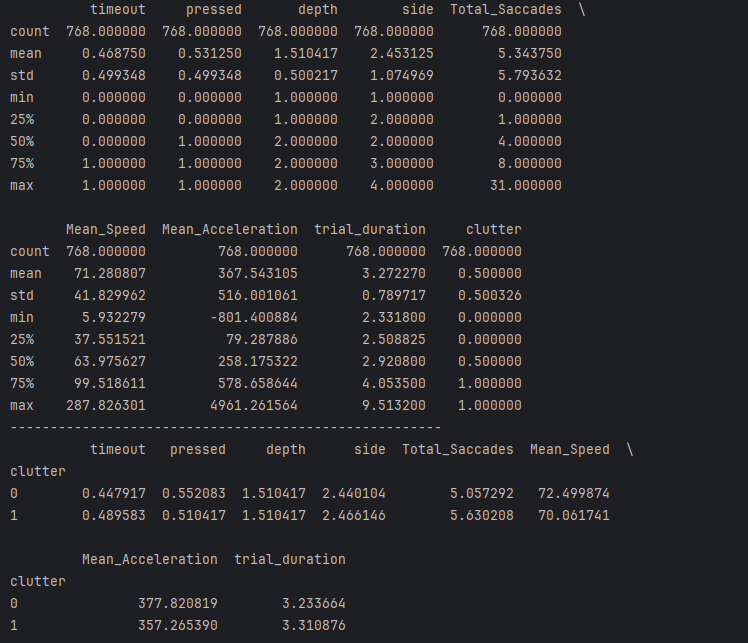 timeout pressed depth side Total_Saccades \
count 768.000000 768.000000 768.000000 768.000000 768.000000
mean 0.468750 0.531250 1.510417 2.453125 5.343750
std 0.499348 0.499348 0.500217 1.074969 5.793632
min 0.000000 0.000000 1.000000 1.000000 0.000000
25% 0.000000 0.000000 1.000000 2.000000 1.000000
50% 0.000000 1.000000 2.000000 2.000000 4.000000
75% 1.000000 1.000000 2.000000 3.000000 8.000000
max 1.000000 1.000000 2.000000 4.000000 31.000000
Mean_Speed Mean_Acceleration trial_duration clutter
count 768.000000 768.000000 768.000000 768.000000
mean 71.280807 367.543105 3.272270 0.500000
std 41.829962 516.001061 0.789717 0.500326
min 5.932279 -801.400884 2.331800 0.000000
25% 37.551521 79.287886 2.508825 0.000000
50% 63.975627 258.175322 2.920800 0.500000
75% 99.518611 578.658644 4.053500 1.000000
max 287.826301 4961.261564 9.513200 1.000000
------------------------------------------------------
timeout pressed depth side Total_Saccades Mean_Speed \
clutter
0 0.447917 0.552083 1.510417 2.440104 5.057292 72.499874
1 0.489583 0.510417 1.510417 2.466146 5.630208 70.061741
Mean_Acceleration trial_duration
clutter
0 377.820819 3.233664
1 357.265390 3.310876